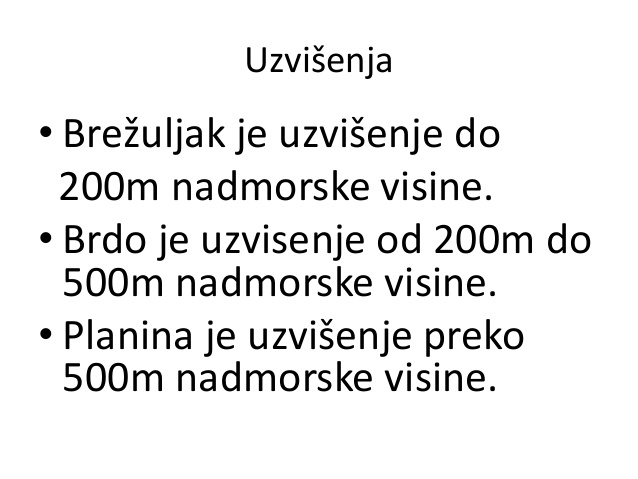 Uzvišenja
• Brežuljak je uzvišenje do
200m nadmorske visine.
• Brdo je uzvisenje od 200m do
500m nadmorske visine.
• Planina je uzvišenje preko
500m nadmorske visine.